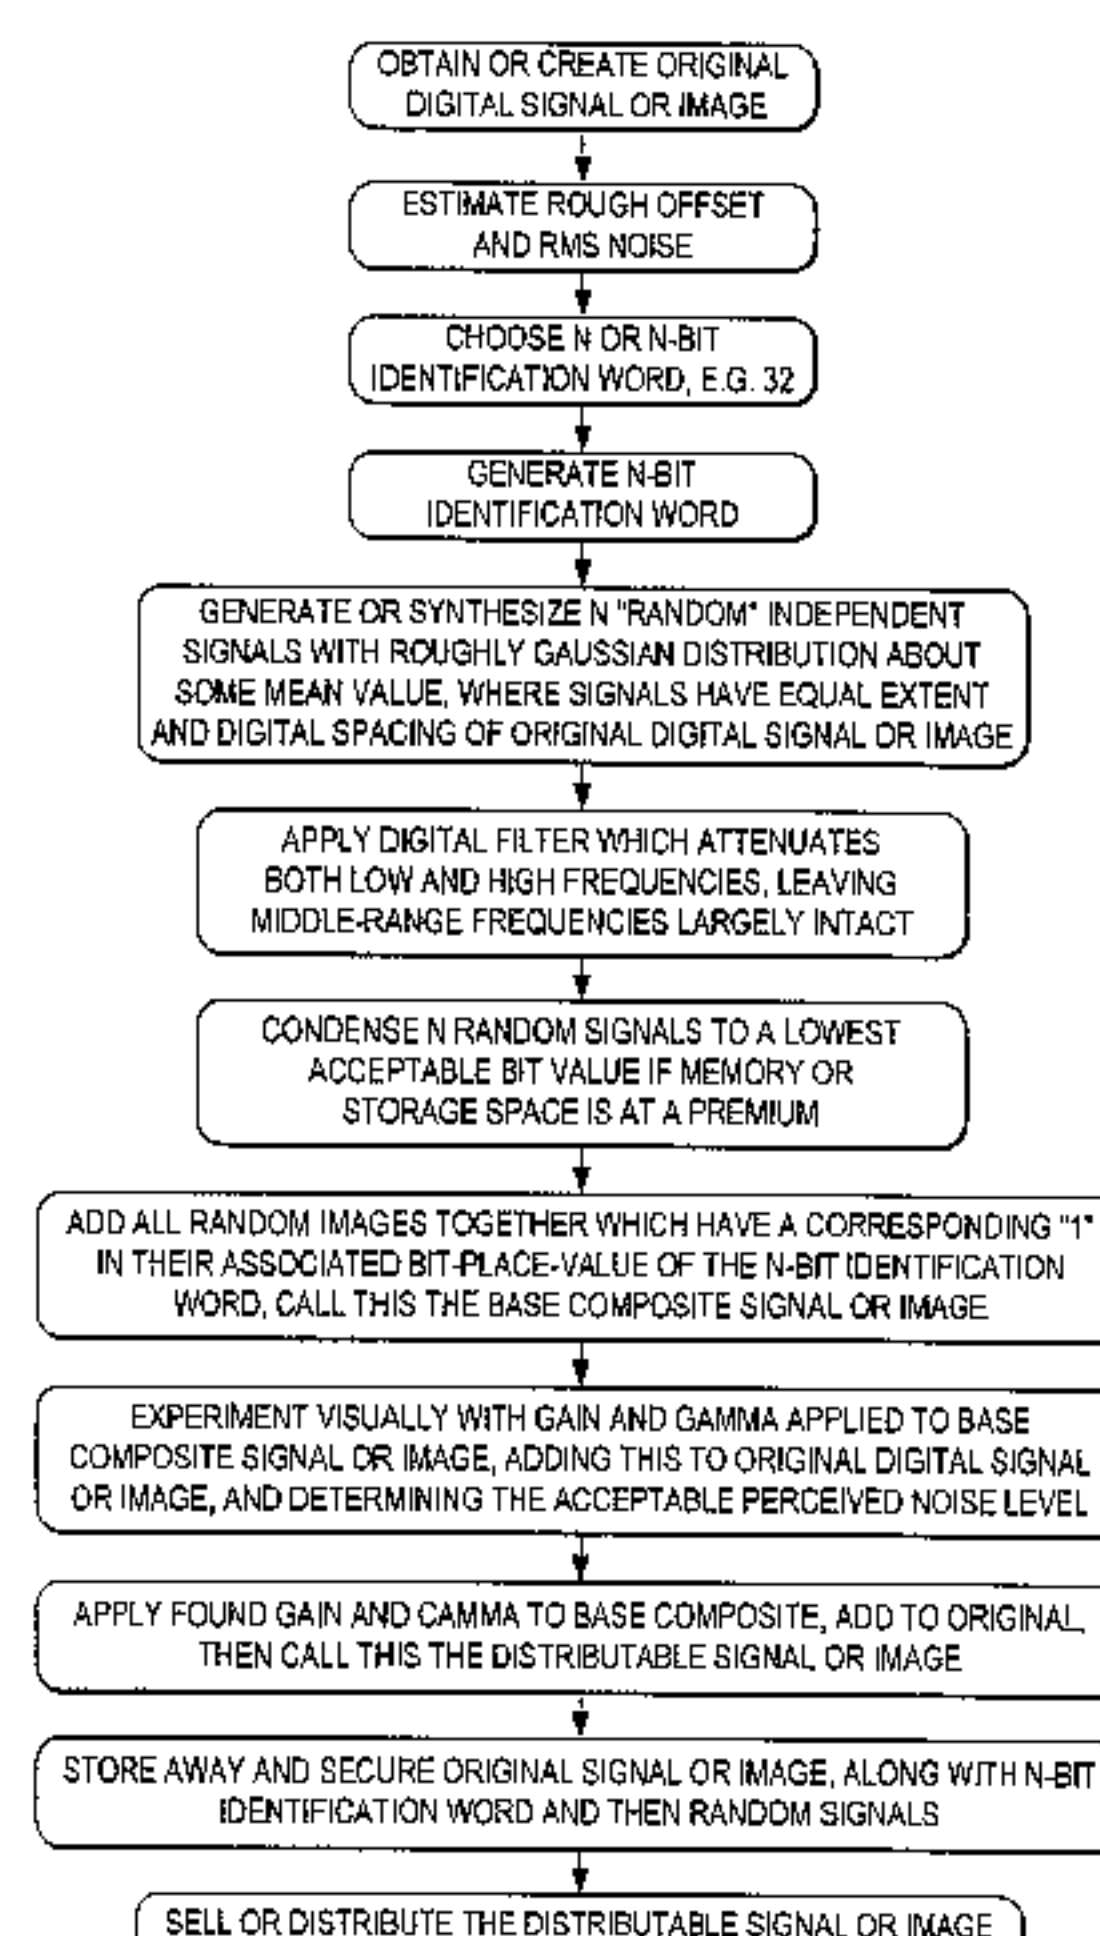 OBTAIN OR CREATE ORIGINAL
DIGITAL SIGNAL OR IMAGE
ESTIMATE ROUGH OFFSET
AND RMS NOISE
CHOOSE N OR N-BIT
IDENTIFICATION WORD, E.G. 32
GENERATE N-BIT
IDENTIFICATION WORD
GENERATE OR SYNTHESIZE N "RANDOM" INDEPENDENT
SIGNALS WITH ROUGHLY GAUSSIAN DISTRIBUTION ABOUT
SOME MEAN VALUE, WHERE SIGNALS HAVE EQUAL EXTENT
AND DIGITAL SPACING OF ORIGINAL DIGITAL SIGNAL OR IMAGE
APPLY DIGITAL FILTER WHICH ATTENUATES
BOTH LOW AND HIGH FREQUENCIES, LEAVING
MIDDLE-RANGE FREQUENCIES LARGELY INTACT
CONDENSE N RANDOM SIGNALS TO A LOWEST
ACCEPTABLE BIT VALUE IF MEMORY OR
STORAGE SPACE IS AT A PREMIUM
ADD ALL RANDOM IMAGES TOGETHER WHICH HAVE A CORRESPONDING "1"
IN THEIR ASSOCIATED BIT-PLACE-VALUE OF THE N-BIT IDENTIFICATION
WORD, CALL THIS THE BASE COMPOSITE SIGNAL OR IMAGE
EXPERIMENT VISUALLY WITH GAIN AND GAMMA APPLIED TO BASE
COMPOSITE SIGNAL OR IMAGE, ADDING THIS TO ORIGINAL DIGITAL SIGNAL
OR IMAGE, AND DETERMINING THE ACCEPTABLE PERCEIVED NOISE LEVEL
APPLY FOUND GAIN AND CAMMA TO BASE COMPOSITE, ADD TO ORIGINAL,
THEN CALL THIS THE DISTRIBUTABLE SIGNAL OR IMAGE
STORE AWAY AND SECURE ORIGINAL SIGNAL OR IMAGE, ALONG WITH N-BIT
IDENTIFICATION WORD AND THEN RANDOM SIGNALS
SELL OR DISTRIBUTE THE DISTRIBUTABLE SIGNAL OR IMAGE